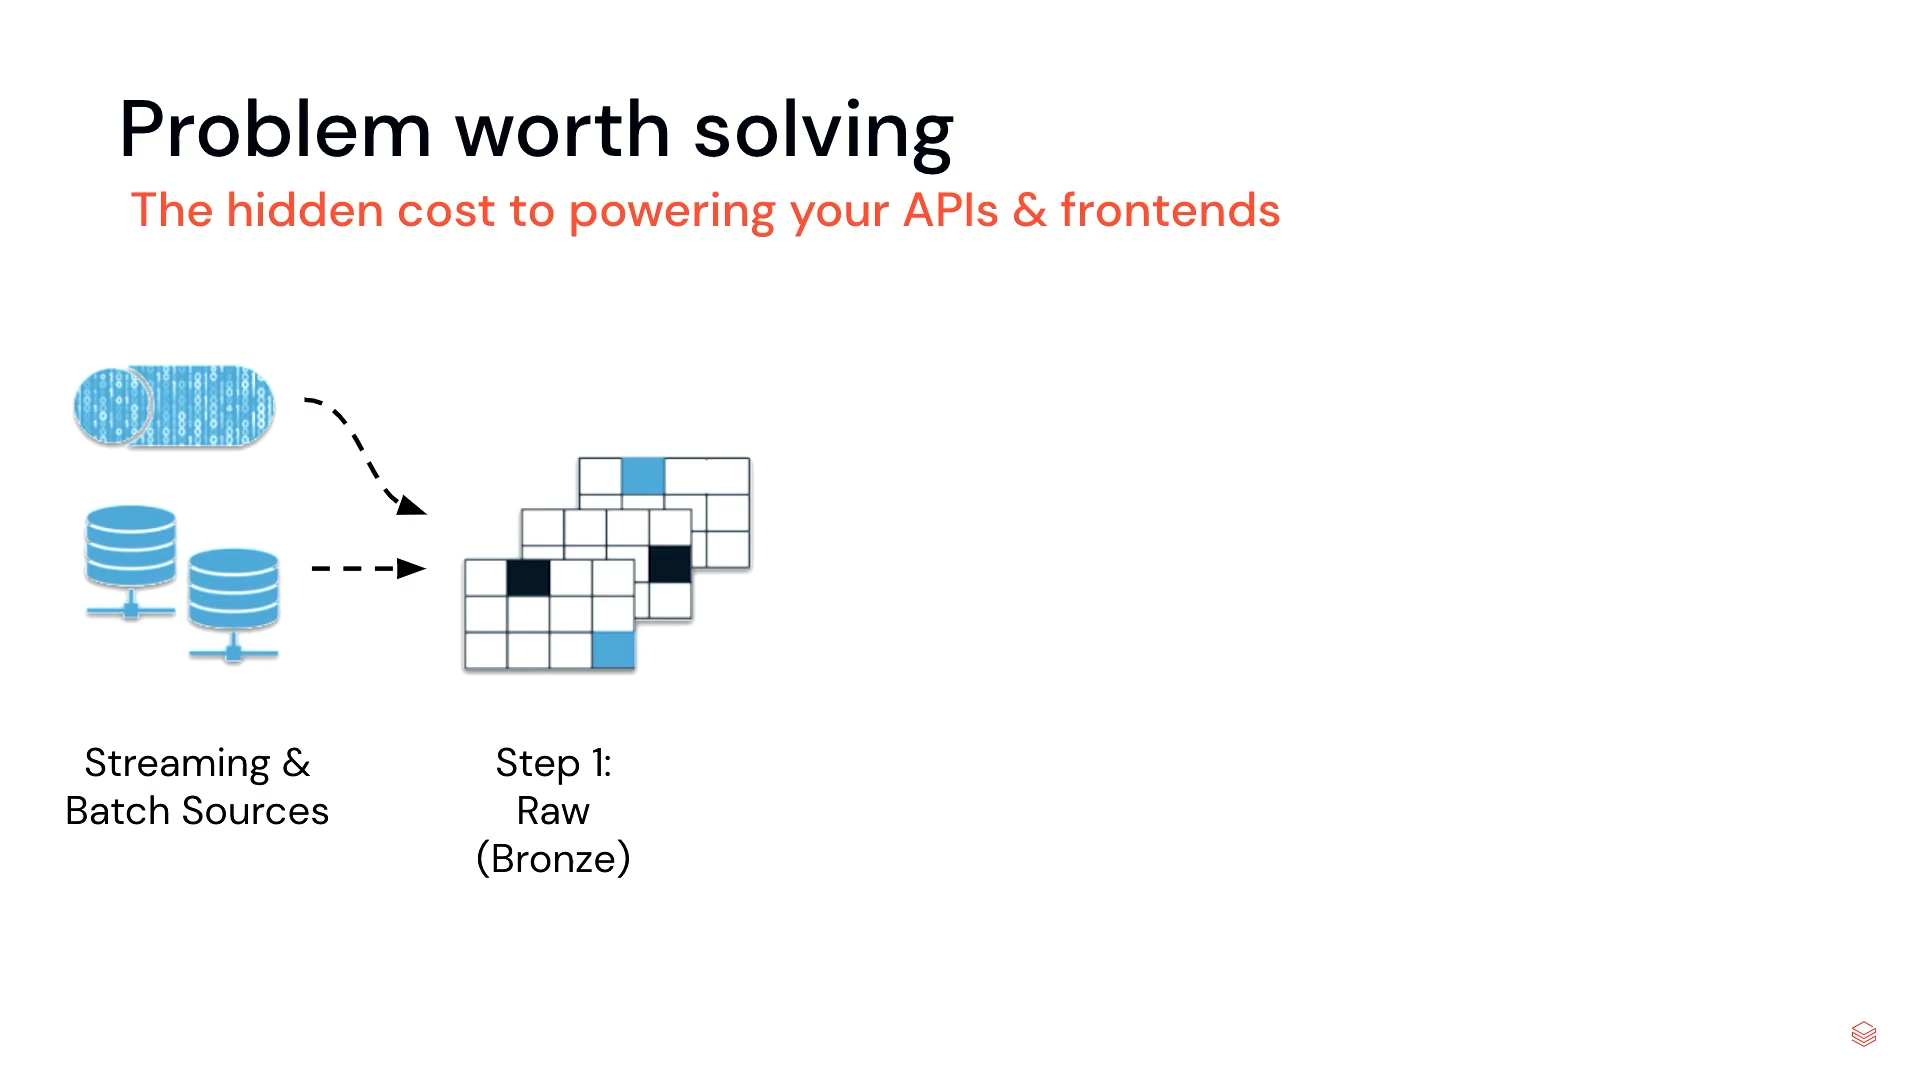 Problem worth solving
The hidden cost to powering your APIs & frontends
Streaming &
Batch Sources
Step 1:
Raw
(Bronze)